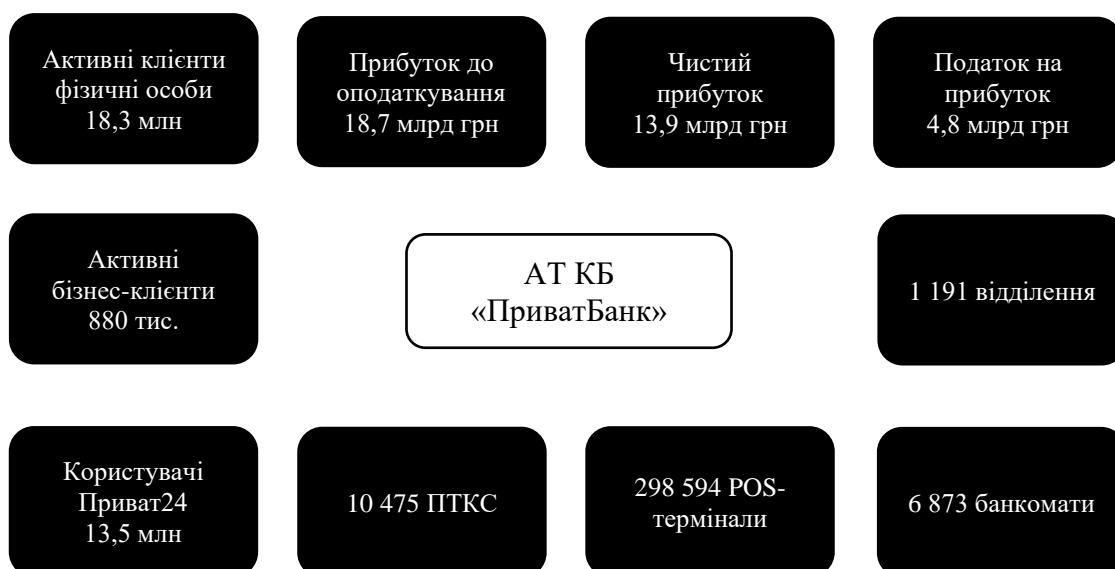 Активні клієнти
фізичні особи
18,3 млн
Прибуток до
оподаткування
18,7 млрд грн
Чистий
прибуток
13,9 млрд грн
Податок на
прибуток
4,8 млрд грн
Активні
бізнес-клієнти
880 тис.
АТ КБ
«ПриватБанк»
1 191 відділення
Користувачі
Приват24
13,5 млн
10 475 ПТКС
298 594 POS-
термінали
6 873 банкомати